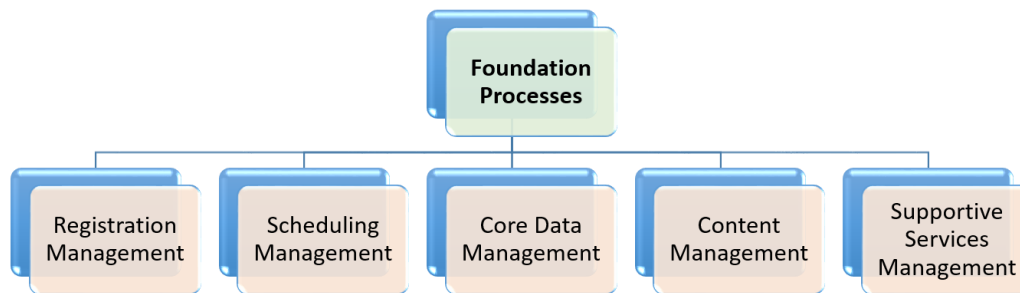 Foundation
Processes
Registration
Management
Scheduling
Management
Core Data
Management
Content
Management
Supportive
Services
Management